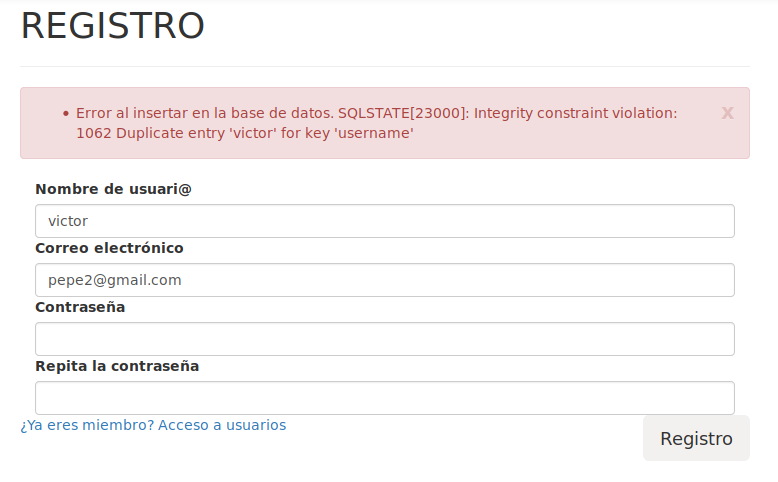 REGISTRO
• Error al insertar en la base de datos. SQLSTATE[23000]: Integrity constraint violation:
1062 Duplicate entry 'victor' for key 'username'
x
Nombre de usuari@
victor
Correo electrónico
pepe2@gmail.com
Contraseña
Repita la contraseña
¿Ya eres miembro? Acceso a usuarios
Registro